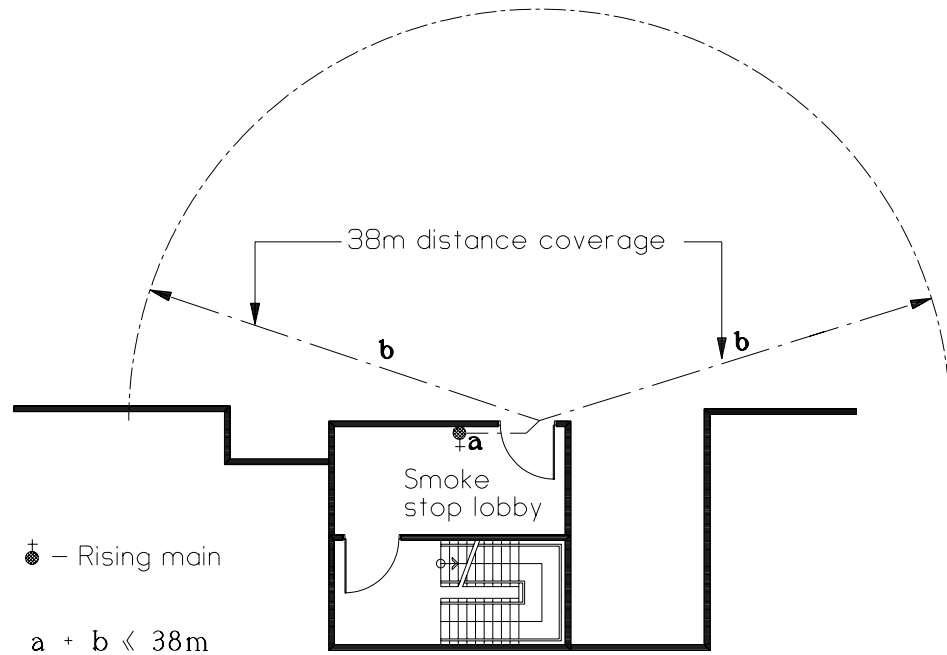 38m distance coverage
b
b
a
Smoke
stop lobby
– Rising main
a + b ≮ 38m